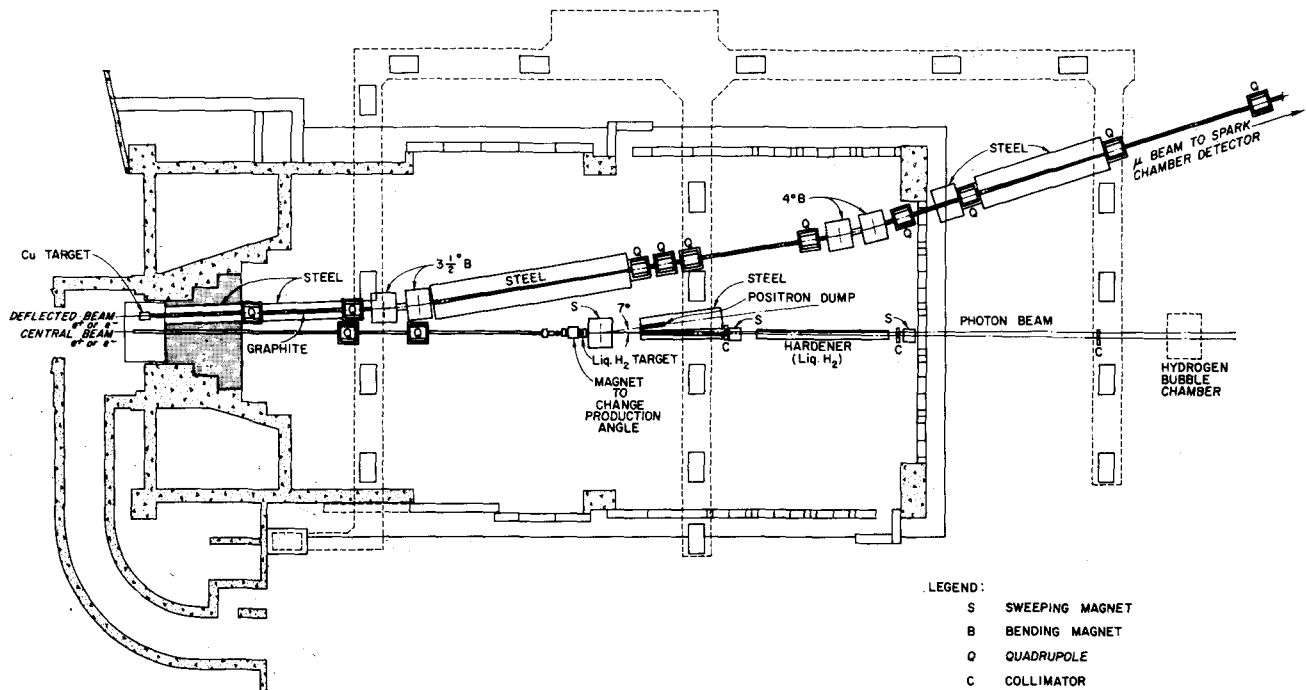 Q
Q
STEEL
μ BEAM TO SPARK
CHAMBER DETECTOR
4°B
Q
Q
Q
Q
Q
Q
Cu TARGET
STEEL
3 1/2° B
STEEL
STEEL
POSITRON DUMP
S
7°
DEFLECTED BEAM
e+ or e-
CENTRAL BEAM
e+ or e-
Q
Q
Q
Q
GRAPHITE
S
S
PHOTON BEAM
Liq. H2 TARGET
C
HARDENER
(Liq. H2)
C
C
MAGNET
TO
CHANGE
PRODUCTION
ANGLE
HYDROGEN
BUBBLE
CHAMBER
LEGEND:
S SWEEPING MAGNET
B BENDING MAGNET
Q QUADRUPOLE
C COLLIMATOR